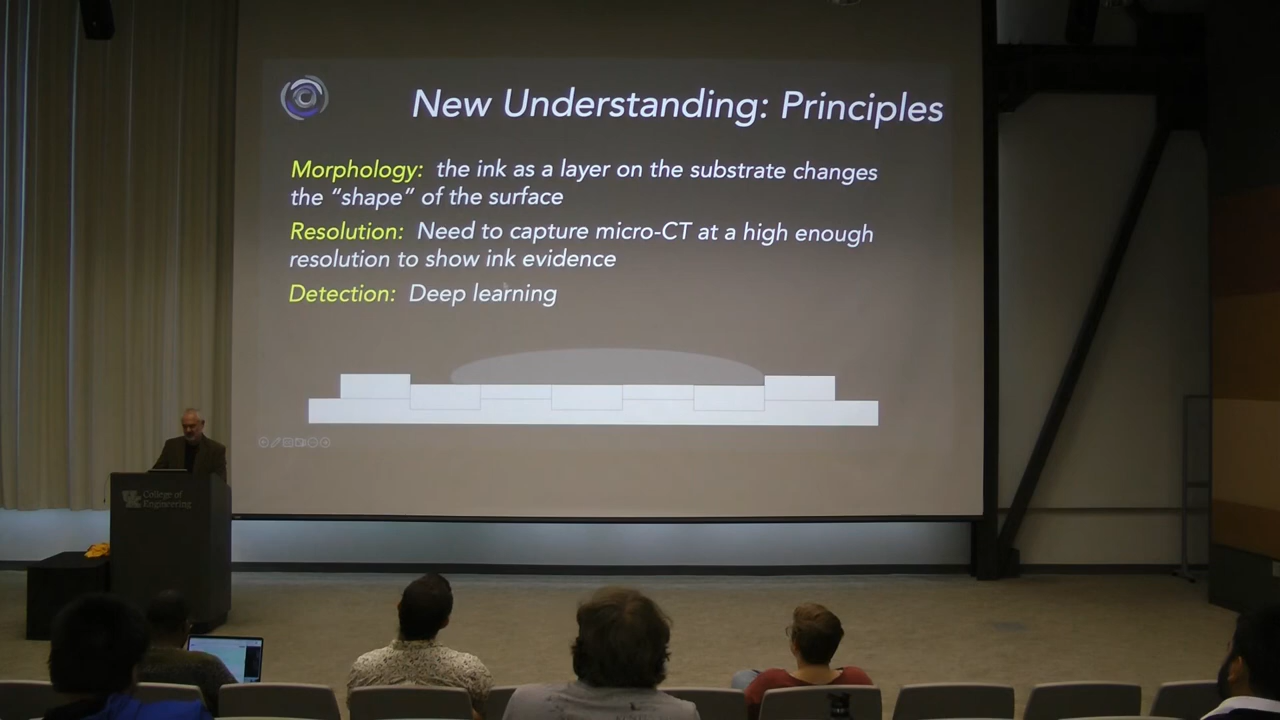 New Understanding: Principles
Morphology: the ink as a layer on the substrate changes
the “shape” of the surface
Resolution: Need to capture micro-CT at a high enough
resolution to show ink evidence
Detection: Deep learning
College of
Engineering